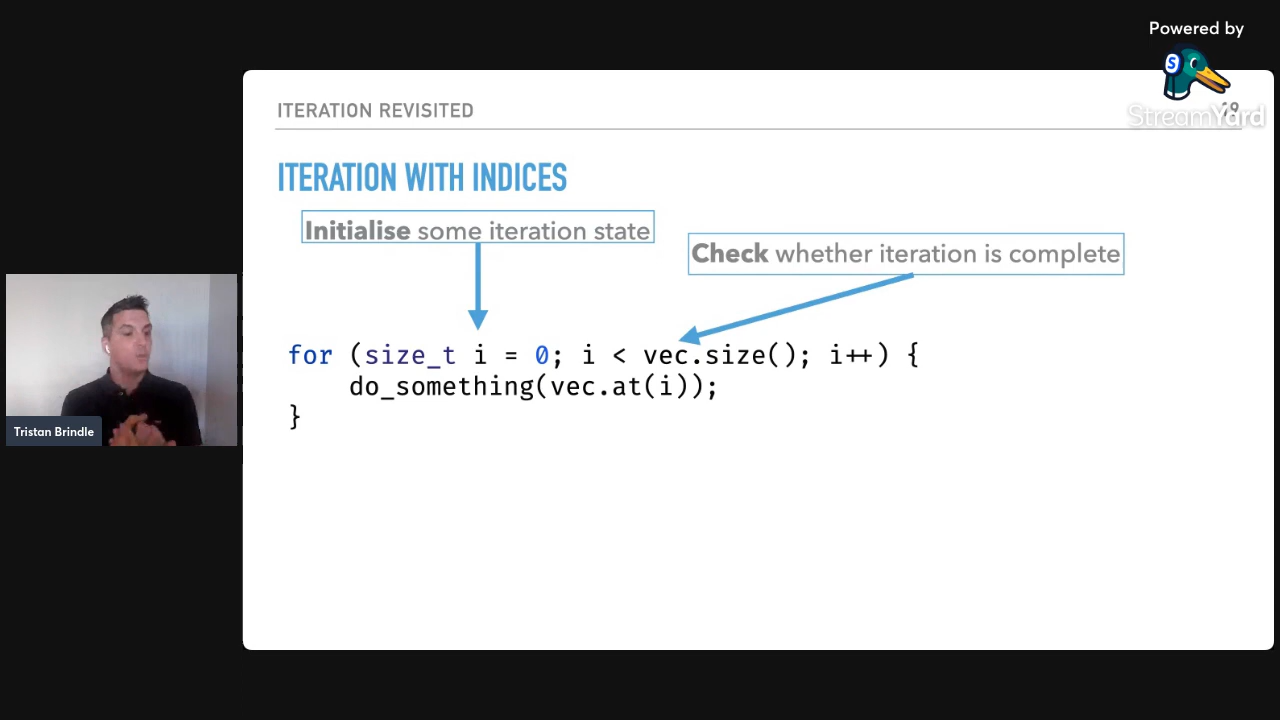 Powered by
S
StreamYard
ITERATION REVISITED
19
ITERATION WITH INDICES
Initialise some iteration state
Check whether iteration is complete
for (size_t i = 0; i < vec.size(); i++) {
    do_something(vec.at(i));
}
Tristan Brindle